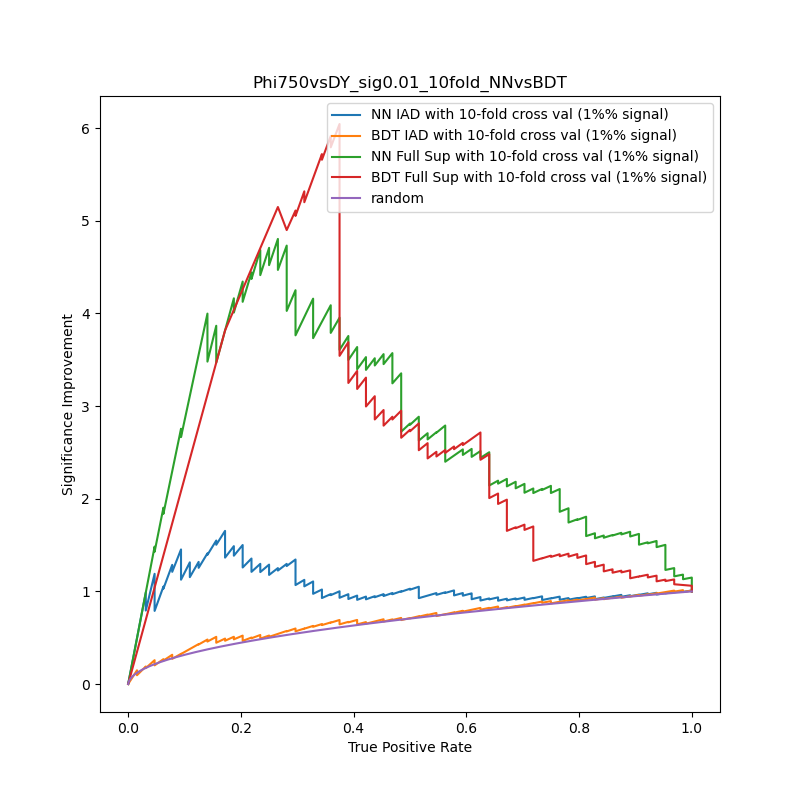 Phi750vsDY_sig0.01_10fold_NNvsBDT
NN IAD with 10-fold cross val (1%% signal)
BDT IAD with 10-fold cross val (1%% signal)
NN Full Sup with 10-fold cross val (1%% signal)
BDT Full Sup with 10-fold cross val (1%% signal)
random
Significance Improvement
6
5
4
3
2
1
0
0.0 0.2 0.4 0.6 0.8 1.0
True Positive Rate